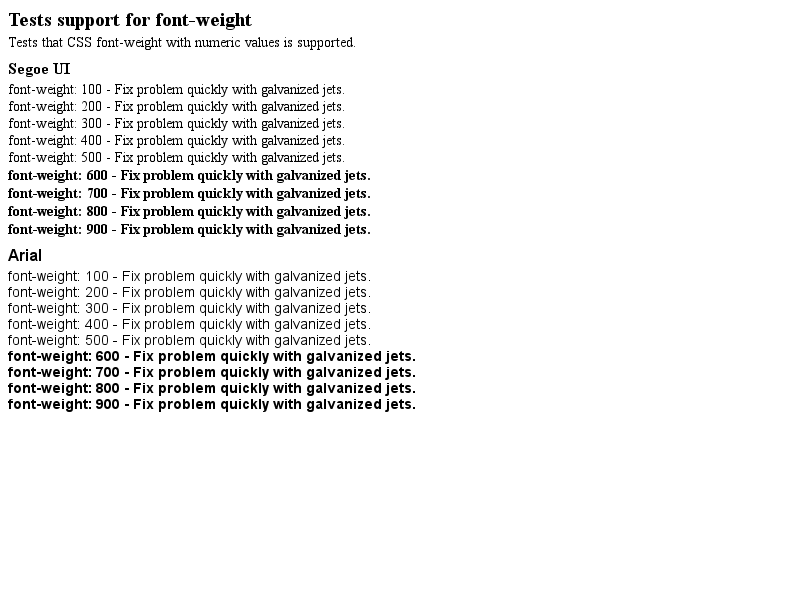 Tests support for font-weight
Tests that CSS font-weight with numeric values is supported.
Segoe UI
font-weight: 100 - Fix problem quickly with galvanized jets.
font-weight: 200 - Fix problem quickly with galvanized jets.
font-weight: 300 - Fix problem quickly with galvanized jets.
font-weight: 400 - Fix problem quickly with galvanized jets.
font-weight: 500 - Fix problem quickly with galvanized jets.
font-weight: 600 - Fix problem quickly with galvanized jets.
font-weight: 700 - Fix problem quickly with galvanized jets.
font-weight: 800 - Fix problem quickly with galvanized jets.
font-weight: 900 - Fix problem quickly with galvanized jets.
Arial
font-weight: 100 - Fix problem quickly with galvanized jets.
font-weight: 200 - Fix problem quickly with galvanized jets.
font-weight: 300 - Fix problem quickly with galvanized jets.
font-weight: 400 - Fix problem quickly with galvanized jets.
font-weight: 500 - Fix problem quickly with galvanized jets.
font-weight: 600 - Fix problem quickly with galvanized jets.
font-weight: 700 - Fix problem quickly with galvanized jets.
font-weight: 800 - Fix problem quickly with galvanized jets.
font-weight: 900 - Fix problem quickly with galvanized jets.